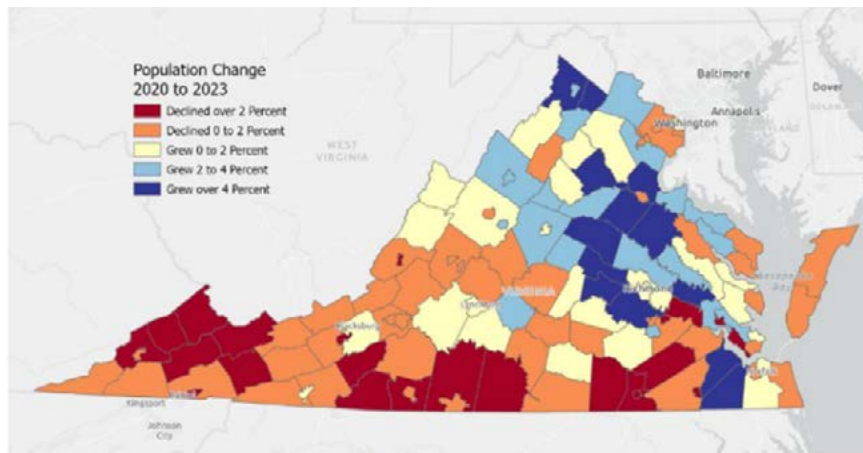 Population Change
2020 to 2023
Declined over 2 Percent
Declined 0 to 2 Percent
Grew 0 to 2 Percent
Grew 2 to 4 Percent
Grew over 4 Percent
Baltimore
Dover
Annapolis
Washington
WEST
VIRGINIA
VIRGINIA
Richmond
Kingsport
Johnson
City